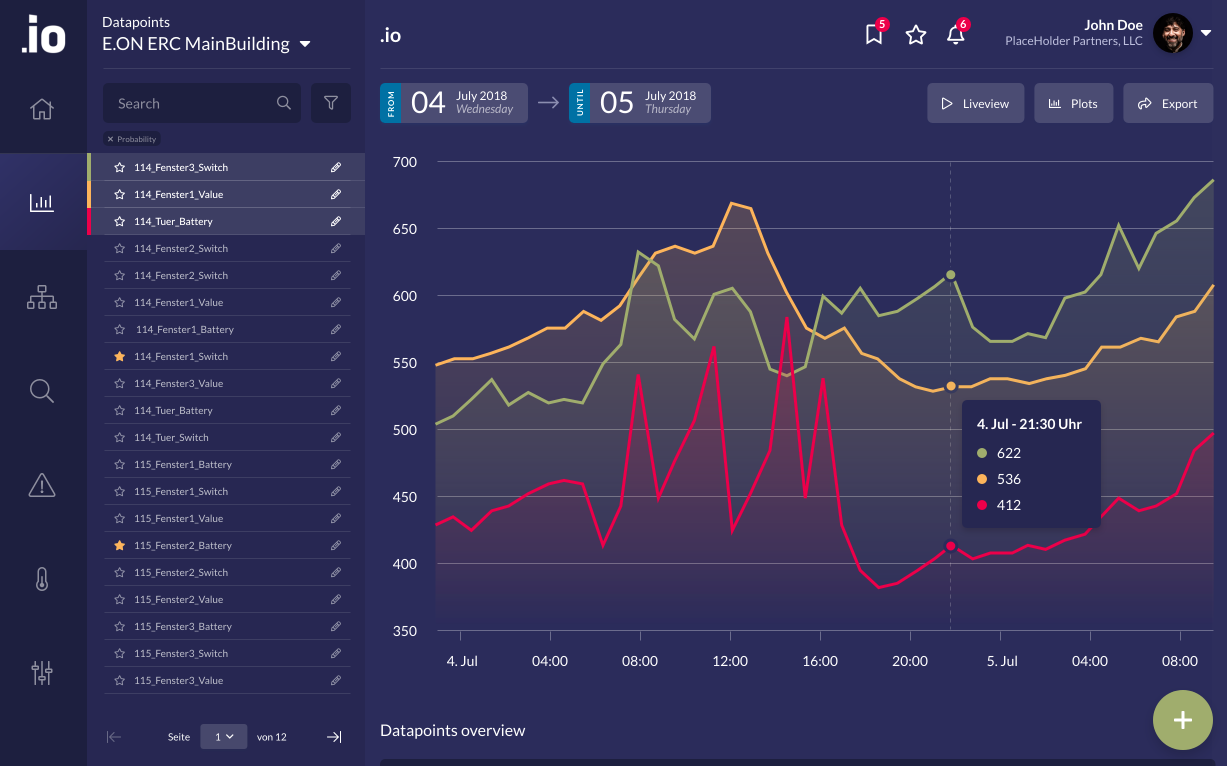 .io
Datapoints
E.ON ERC MainBuilding
Search
× Probability
114_Fenster3_Switch
114_Fenster1_Value
114_Tuer_Battery
114_Fenster2_Switch
114_Fenster2_Switch
114_Fenster1_Value
114_Fenster1_Battery
114_Fenster1_Switch
114_Fenster3_Value
114_Tuer_Battery
114_Tuer_Switch
115_Fenster1_Battery
115_Fenster1_Switch
115_Fenster1_Value
115_Fenster2_Battery
115_Fenster2_Switch
115_Fenster2_Value
115_Fenster3_Battery
115_Fenster3_Switch
115_Fenster3_Value
Seite 1 von 12
.io
5
6
John Doe
PlaceHolder Partners, LLC
FROM
04
July 2018
Wednesday
UNTIL
05
July 2018
Thursday
Liveview
Plots
Export
700
650
600
550
500
450
400
350
4. Jul - 21:30 Uhr
622
536
412
4. Jul 04:00 08:00 12:00 16:00 20:00 5. Jul 04:00 08:00
Datapoints overview
+